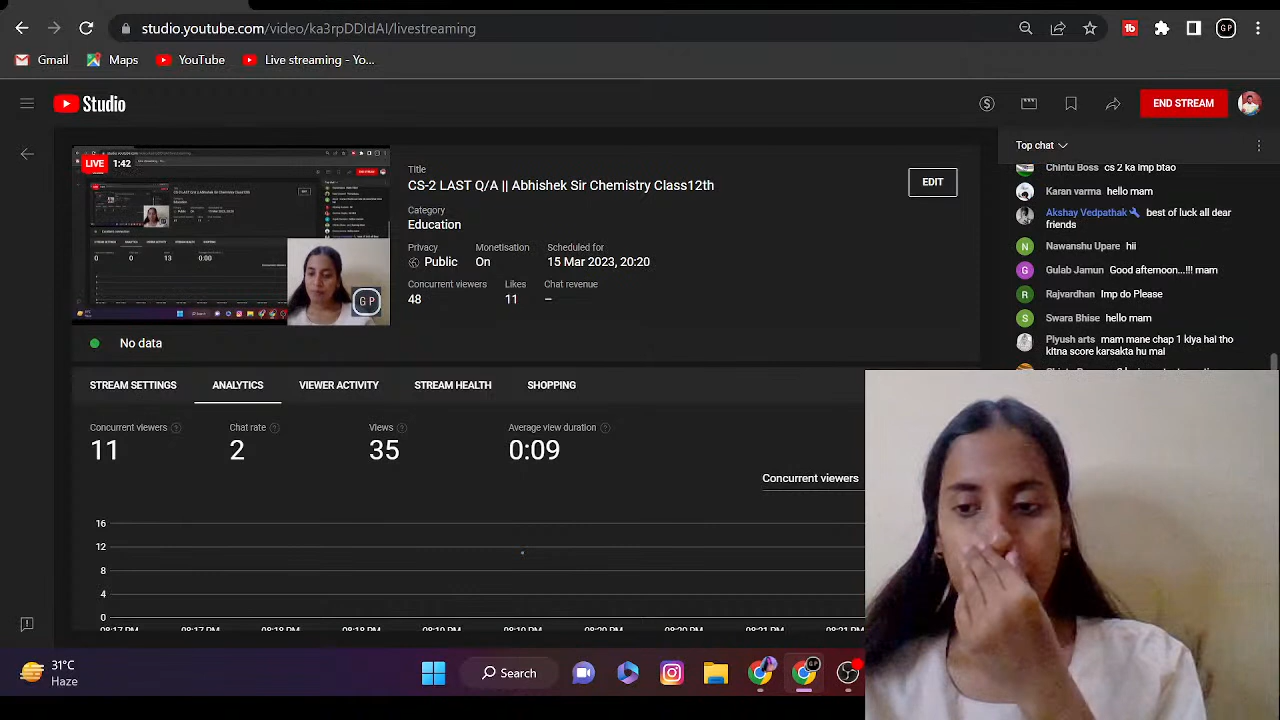 studio.youtube.com/video/ka3rpDDIdAI/livestreaming
Gmail Maps YouTube Live streaming - Yo...
Studio
END STREAM
LIVE 1:42
GP
No data
Title
CS-2 LAST Q/A || Abhishek Sir Chemistry Class12th
EDIT
Category
Education
Privacy Monetisation Scheduled for
Public On 15 Mar 2023, 20:20
Concurrent viewers Likes Chat revenue
48 11 –
STREAM SETTINGS ANALYTICS VIEWER ACTIVITY STREAM HEALTH SHOPPING
Concurrent viewers Chat rate Views Average view duration
11 2 35 0:09
Concurrent viewers
16
12
8
4
0
Top chat
Chintu Boss cs 2 ka Imp btao
Karan varma hello mam
Akshay Vedpathak best of luck all dear
friends
N Nawanshu Upare hii
G Gulab Jamun Good afternoon...!!! mam
R Rajvardhan Imp do Please
S Swara Bhise hello mam
Piyush arts mam mane chap 1 kiya hai tho
kitna score karsakta hu mai
31°C
Haze
Search
GP